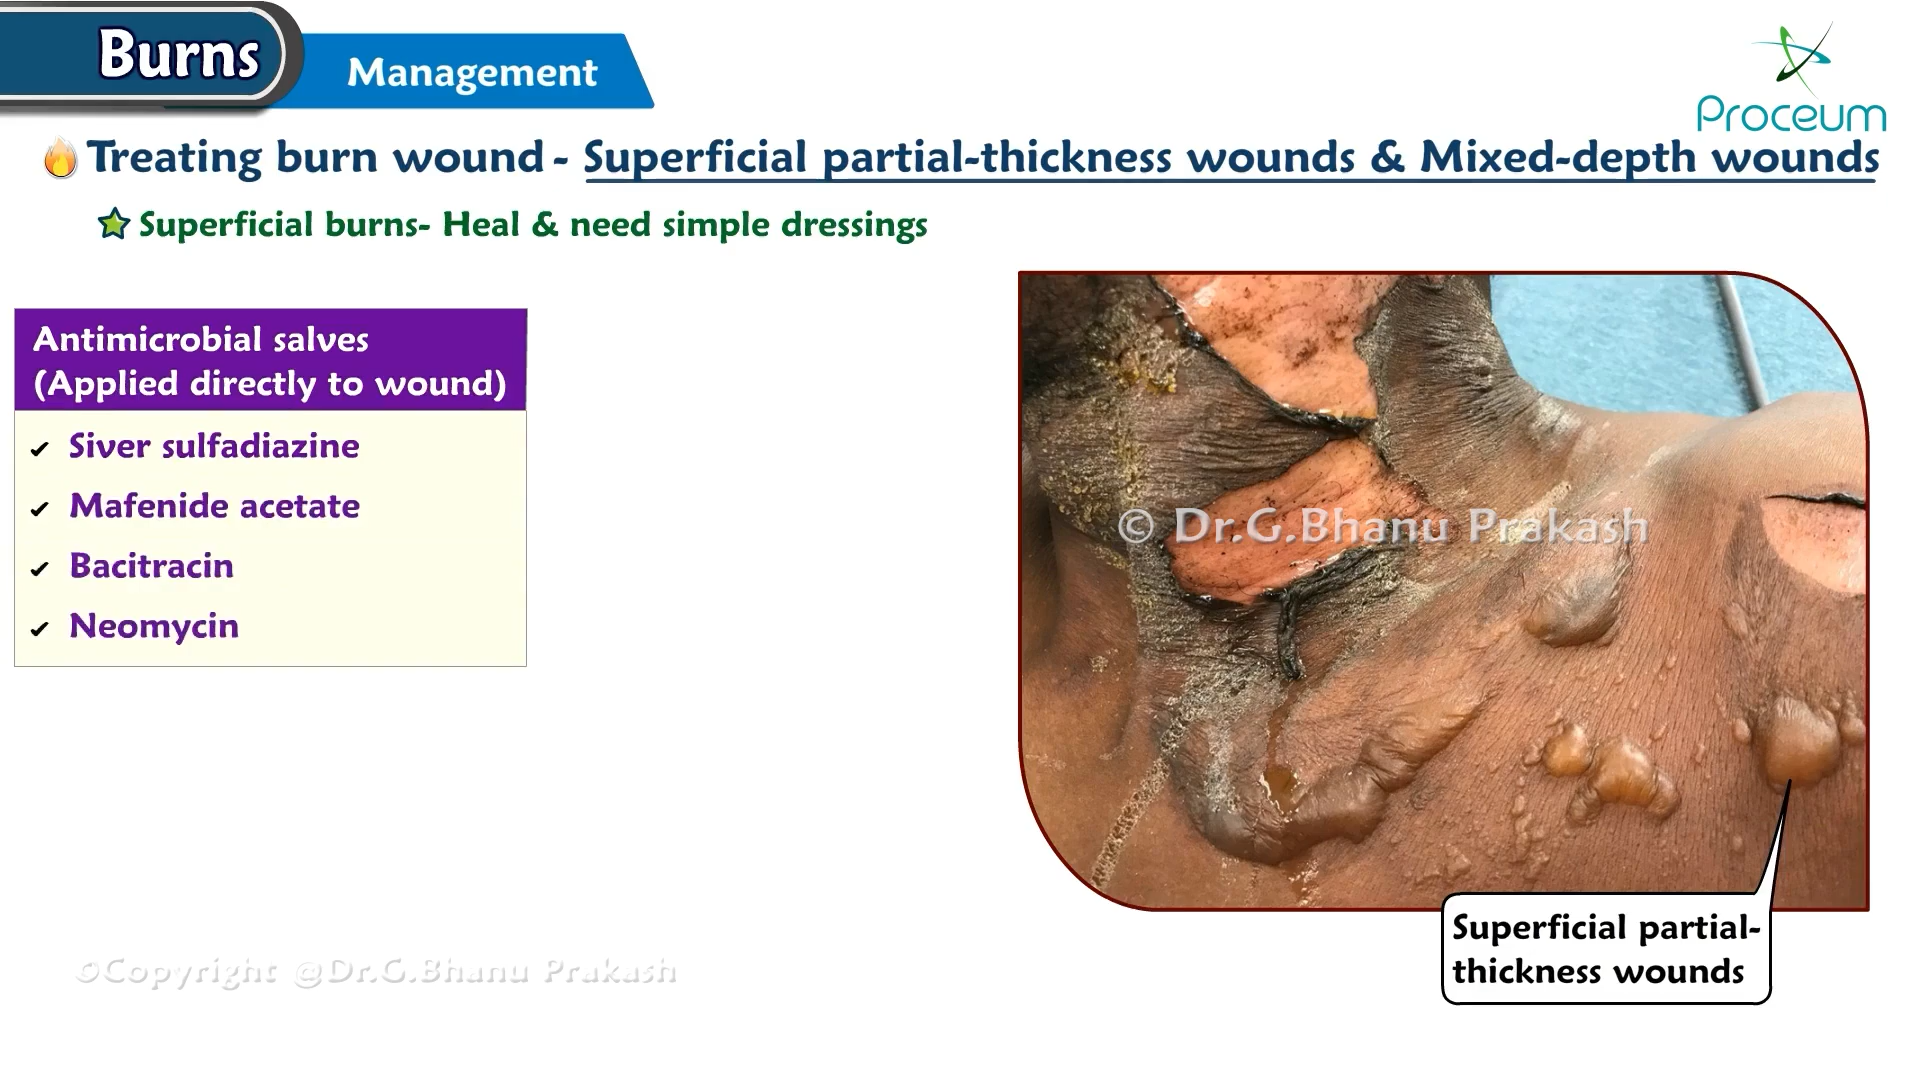 Burns
Management
Proceum
Treating burn wound - Superficial partial-thickness wounds & Mixed-depth wounds
Superficial burns- Heal & need simple dressings
Antimicrobial salves
(Applied directly to wound)
✓ Siver sulfadiazine
✓ Mafenide acetate
✓ Bacitracin
✓ Neomycin
© Dr.G.Bhanu Prakash
Superficial partial-
thickness wounds
©Copyright @Dr.G.Bhanu Prakash